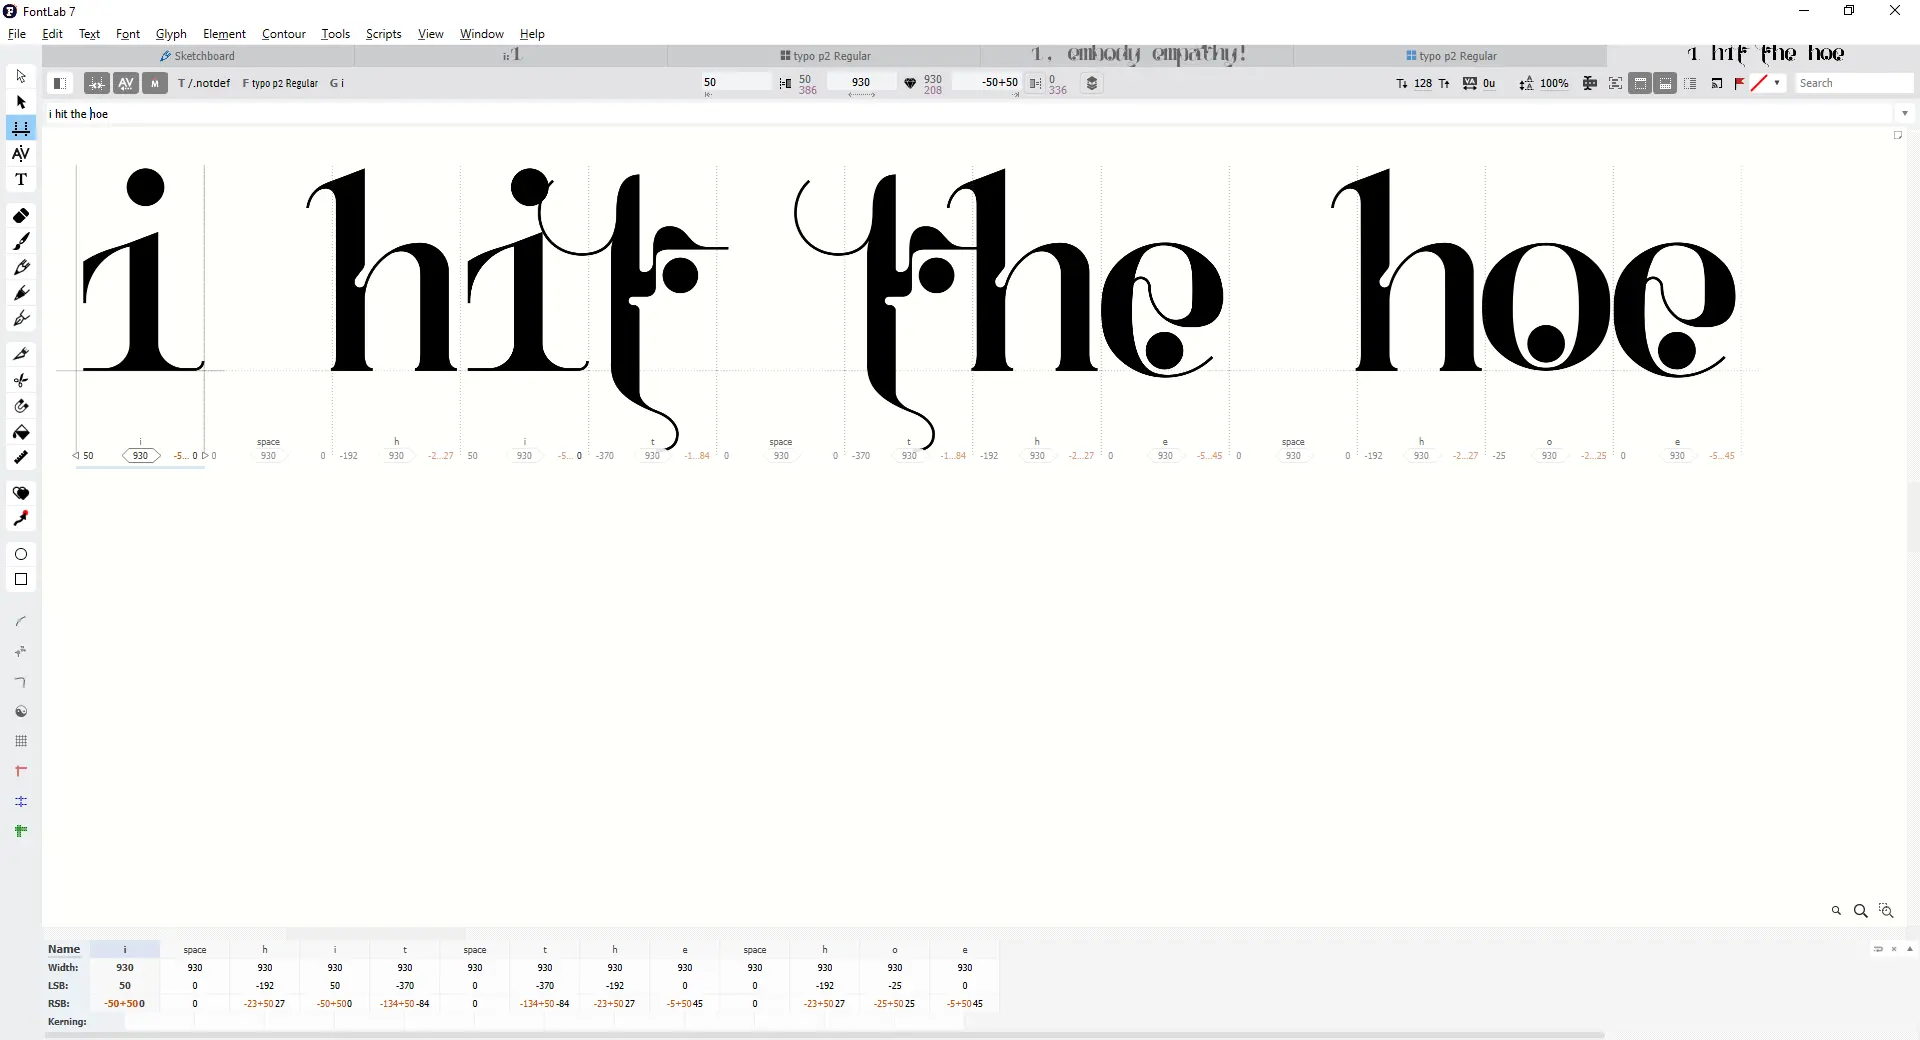 FontLab 7
File Edit Text Font Glyph Element Contour Tools Scripts View Window Help
Sketchboard i:1 typo p2 Regular 1, embody empathy! typo p2 Regular i hit the hoe
T /.notdef F typo p2 Regular G i 50 50 386 930 930 208 -50+50 0 336 128 0u 100% Search
i hit the hoe
i hit the hoe
i space h i t space t h e space h o e
50 930 -5... 0 0 930 0 -192 930 -2...27 50 930 -5... 0 -370 930 -1...84 0 930 0 -370 930 -1...84 -192 930 -2...27 0 930 -5...45 0 930 0 -192 930 -2...27 -25 930 -2...25 0 930 -5...45
Name i space h i t space t h e space h o e
Width: 930 930 930 930 930 930 930 930 930 930 930 930 930
LSB: 50 0 -192 50 -370 0 -370 -192 0 0 -192 -25 0
RSB: -50+50 0 0 -23+50 27 -50+50 0 -134+50 -84 0 -134+50 -84 -23+50 27 -5+50 45 0 -23+50 27 -25+50 25 -5+50 45
Kerning: